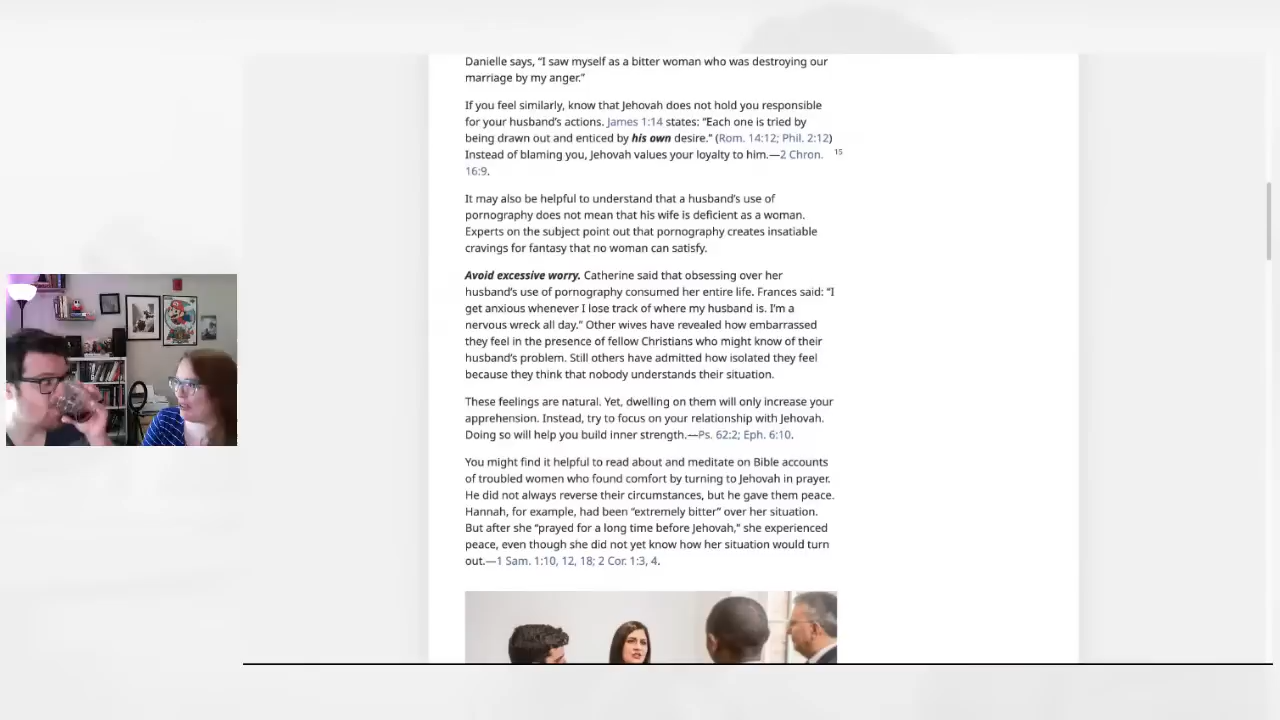 Danielle says, “I saw myself as a bitter woman who was destroying our
marriage by my anger.”
If you feel similarly, know that Jehovah does not hold you responsible
for your husband’s actions. James 1:14 states: “Each one is tried by
being drawn out and enticed by his own desire.” (Rom. 14:12; Phil. 2:12)
Instead of blaming you, Jehovah values your loyalty to him.—2 Chron.
16:9.
15
It may also be helpful to understand that a husband’s use of
pornography does not mean that his wife is deficient as a woman.
Experts on the subject point out that pornography creates insatiable
cravings for fantasy that no woman can satisfy.
Avoid excessive worry. Catherine said that obsessing over her
husband’s use of pornography consumed her entire life. Frances said: “I
get anxious whenever I lose track of where my husband is. I’m a
nervous wreck all day.” Other wives have revealed how embarrassed
they feel in the presence of fellow Christians who might know of their
husband’s problem. Still others have admitted how isolated they feel
because they think that nobody understands their situation.
These feelings are natural. Yet, dwelling on them will only increase your
apprehension. Instead, try to focus on your relationship with Jehovah.
Doing so will help you build inner strength.—Ps. 62:2; Eph. 6:10.
You might find it helpful to read about and meditate on Bible accounts
of troubled women who found comfort by turning to Jehovah in prayer.
He did not always reverse their circumstances, but he gave them peace.
Hannah, for example, had been “extremely bitter” over her situation.
But after she “prayed for a long time before Jehovah,” she experienced
peace, even though she did not yet know how her situation would turn
out.—1 Sam. 1:10, 12, 18; 2 Cor. 1:3, 4.